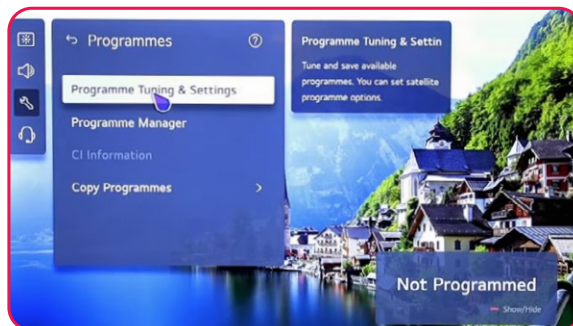 Programmes
Programme Tuning & Settings
Programme Manager
CI Information
Copy Programmes
Programme Tuning & Settin
Tune and save available
programmes. You can set satellite
programme options.
Not Programmed
Show/Hide